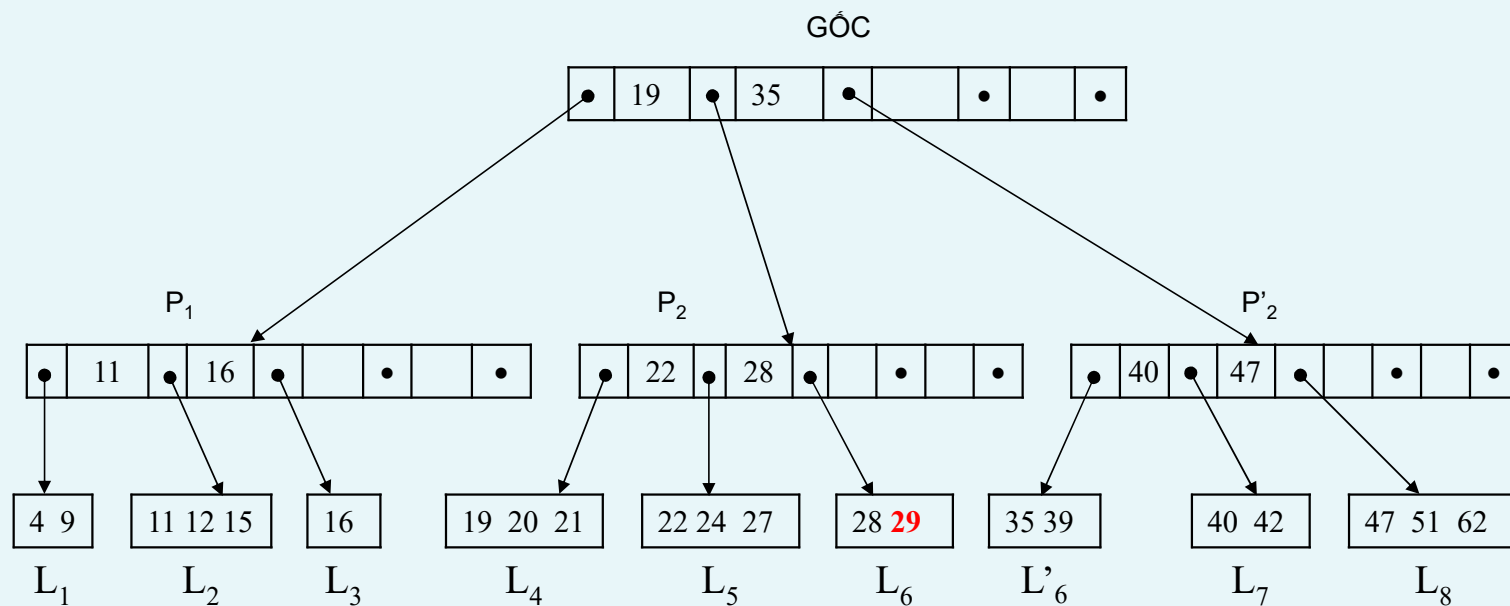 GỐC
19 35
P₁ P₂ P’₂
11 16 22 28 40 47
4 9 11 12 15 16 19 20 21 22 24 27 28 29 35 39 40 42 47 51 62
L₁ L₂ L₃ L₄ L₅ L₆ L’₆ L₇ L₈